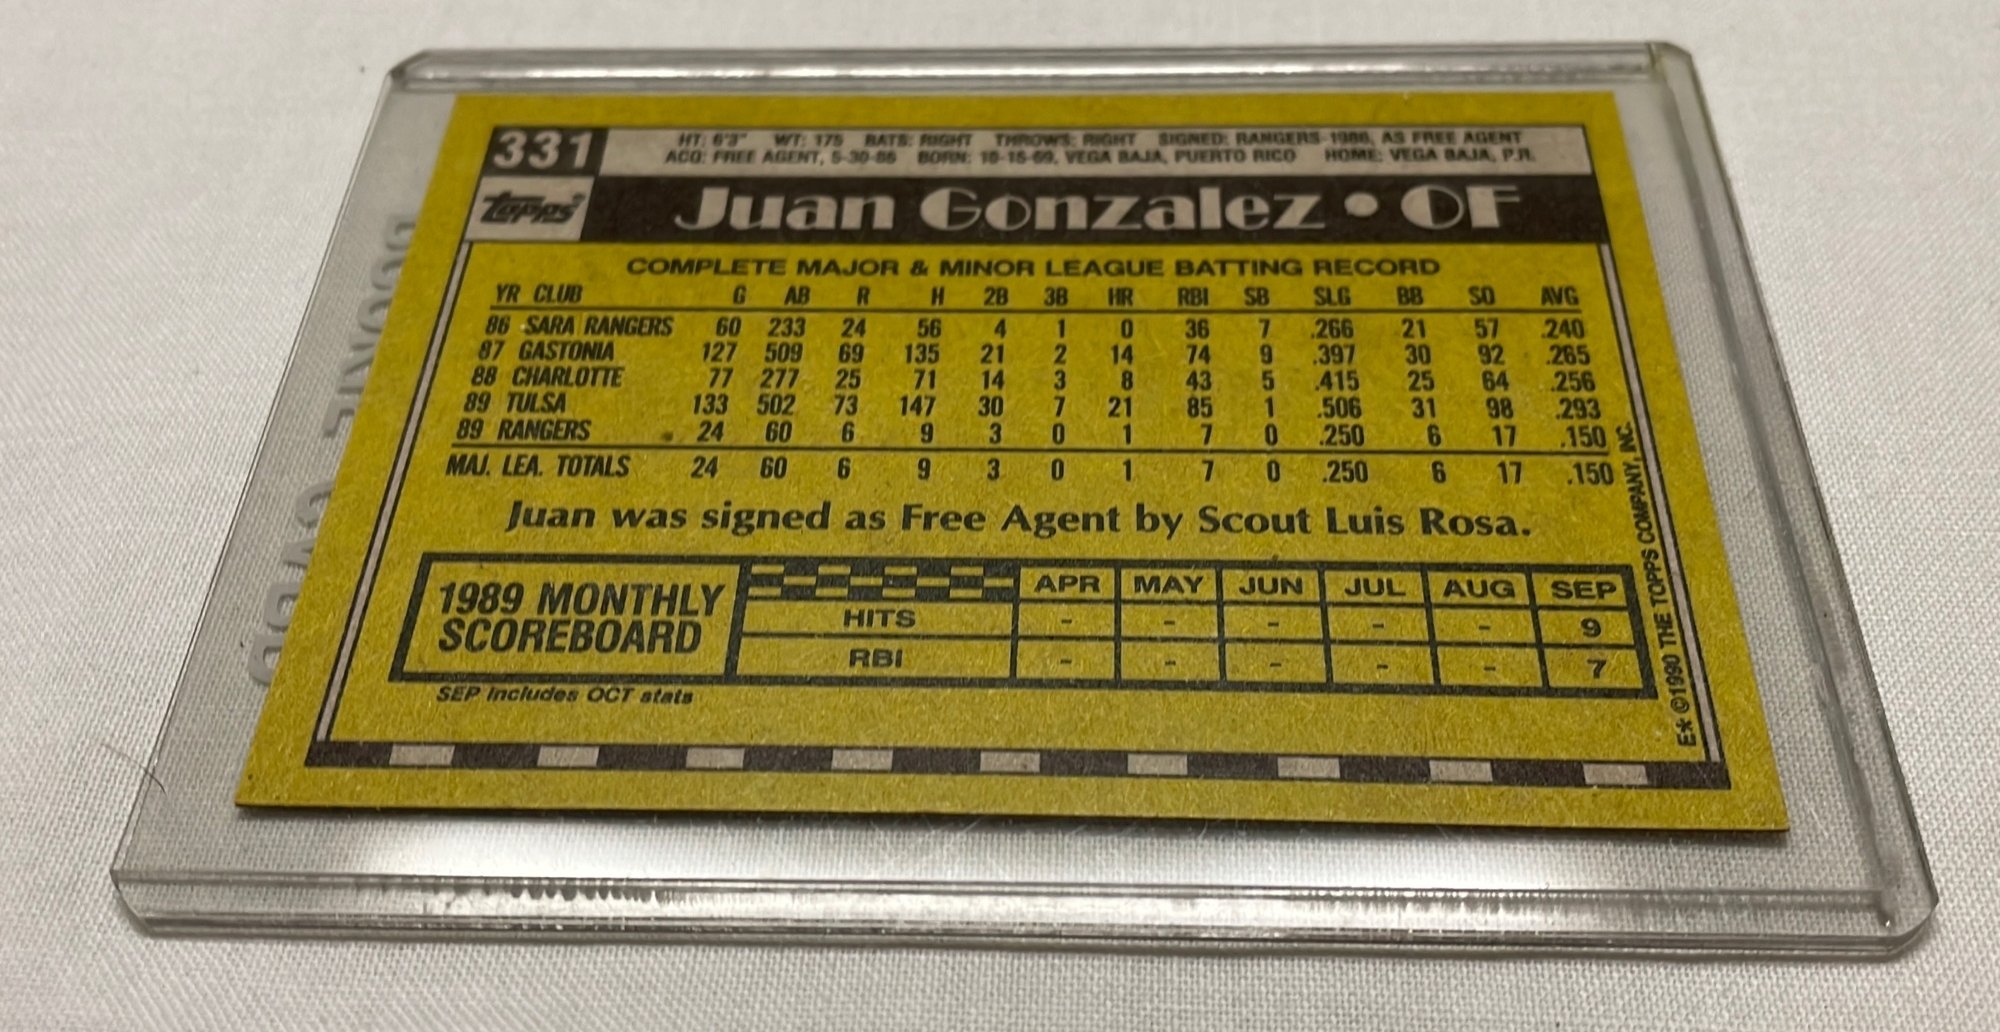 331 HT: 6'3" WT: 175 BATS: RIGHT THROWS: RIGHT SIGNED: RANGERS-1986, AS FREE AGENT
ACQ: FREE AGENT, 5-30-86 BORN: 10-16-69, VEGA BAJA, PUERTO RICO HOME: VEGA BAJA, P.R.
Topps Juan Gonzalez • OF
COMPLETE MAJOR & MINOR LEAGUE BATTING RECORD
YR CLUB G AB R H 2B 3B HR RBI SB SLG BB SO AVG
86 SARA RANGERS 60 233 24 56 4 1 0 36 7 .266 21 57 .240
87 GASTONIA 127 509 69 135 21 2 14 74 9 .397 30 92 .265
88 CHARLOTTE 77 277 25 71 14 3 8 43 5 .415 25 64 .256
89 TULSA 133 502 73 147 30 7 21 85 1 .506 31 98 .293
89 RANGERS 24 60 6 9 3 0 1 7 0 .250 6 17 .150
MAJ. LEA. TOTALS 24 60 6 9 3 0 1 7 0 .250 6 17 .150
Juan was signed as Free Agent by Scout Luis Rosa.
1989 MONTHLY
SCOREBOARD
APR MAY JUN JUL AUG SEP
HITS - - - - - 9
RBI - - - - - 7
SEP includes OCT stats
E* ©1990 THE TOPPS COMPANY, INC.